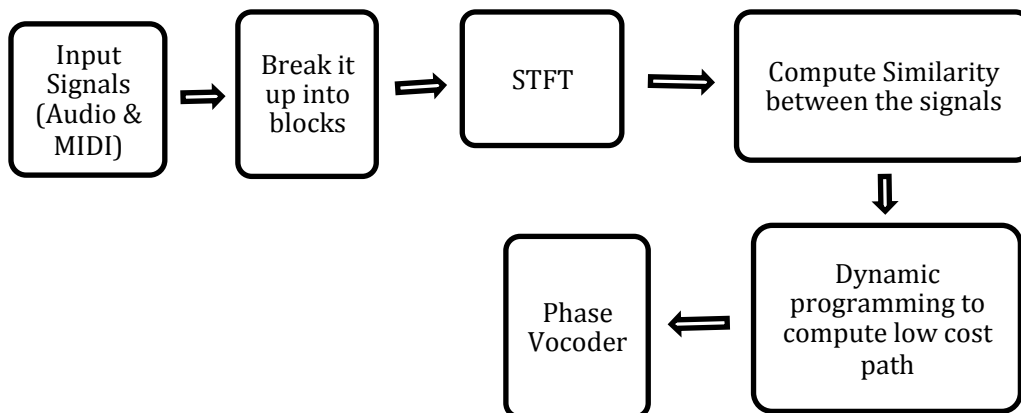 Input
Signals
(Audio &
MIDI)
Break it
up into
blocks
STFT
Compute Similarity
between the signals
Dynamic
programming to
compute low cost
path
Phase
Vocoder